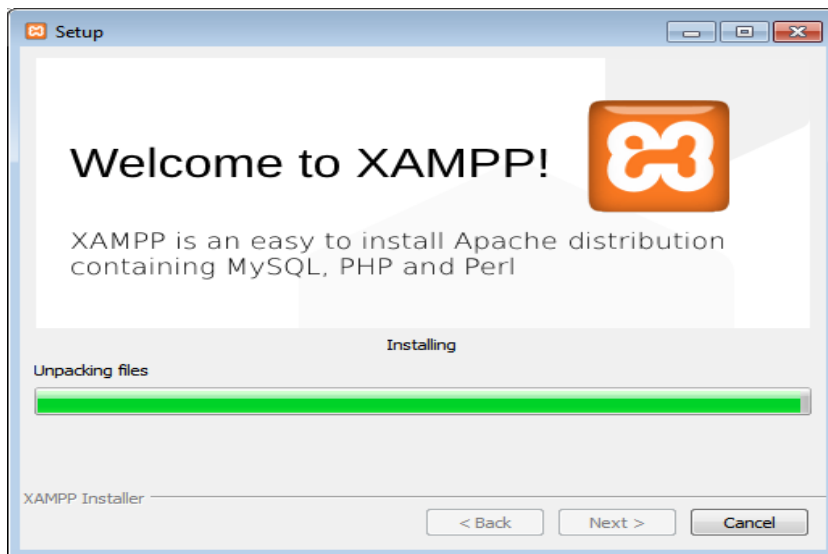 Setup
Welcome to XAMPP!
XAMPP is an easy to install Apache distribution
containing MySQL, PHP and Perl
Installing
Unpacking files
XAMPP Installer
< Back
Next >
Cancel